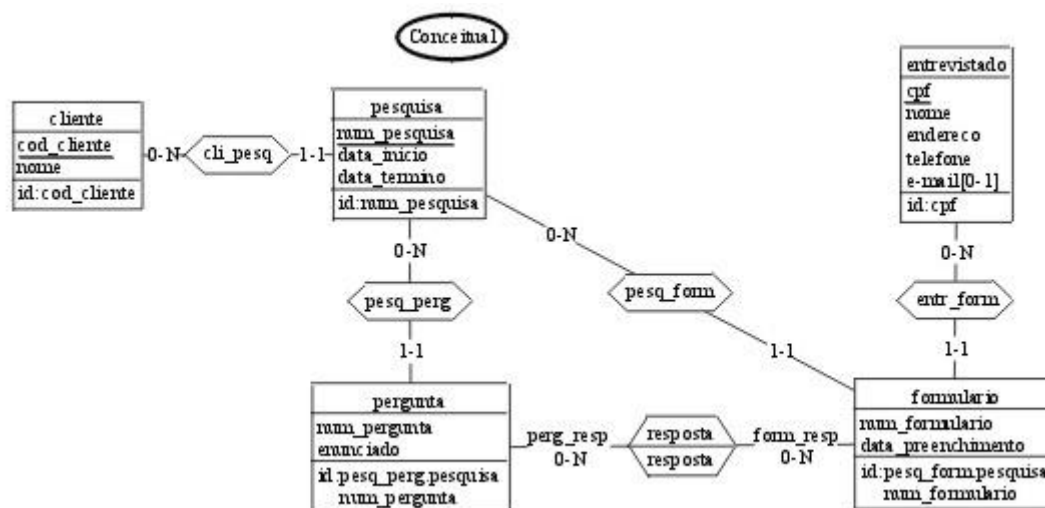 Conceitual
cliente
cod_cliente
nome
id:cod_cliente
0-N
cli_pesq
1-1
pesquisa
num_pesquisa
data_inicio
data_termino
id:num_pesquisa
entrevistado
cpf
nome
endereco
telefone
e-mail[0-1]
id:cpf
0-N
pesq_perg
1-1
0-N
pesq_form
1-1
0-N
entr_form
1-1
pergunta
num_pergunta
enunciado
id:pesq_perg.pesquisa
num_pergunta
perg_resp
0-N
resposta
resposta
form_resp
0-N
formulario
num_formulario
data_preenchimento
id:pesq_form.pesquisa
num_formulario